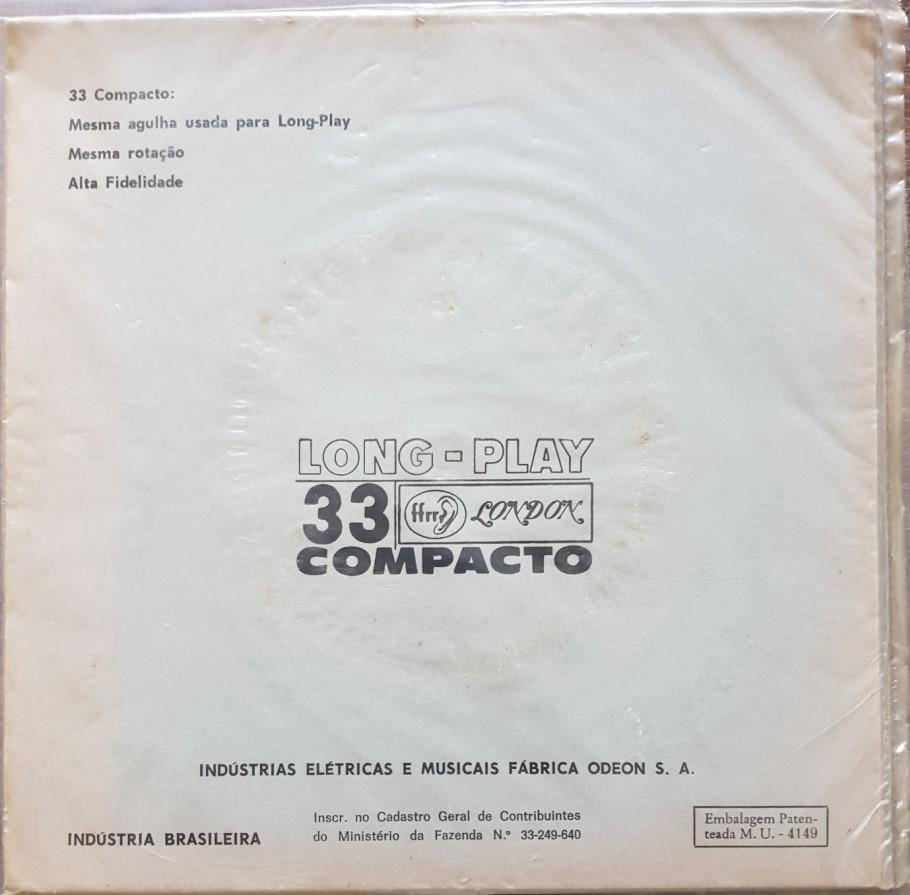 33 Compacto:
Mesma agulha usada para Long-Play
Mesma rotação
Alta Fidelidade
LONG - PLAY
33 ffrr LONDON
COMPACTO
INDÚSTRIAS ELÉTRICAS E MUSICAIS FÁBRICA ODEON S. A.
Inscr. no Cadastro Geral de Contribuintes
do Ministério da Fazenda N.º 33-249-640
INDÚSTRIA BRASILEIRA
Embalagem Paten-
teada M. U. - 4149